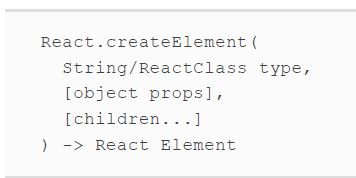 React.createElement(
String/ReactClass type,
[object props],
[children...]
) -> React Element